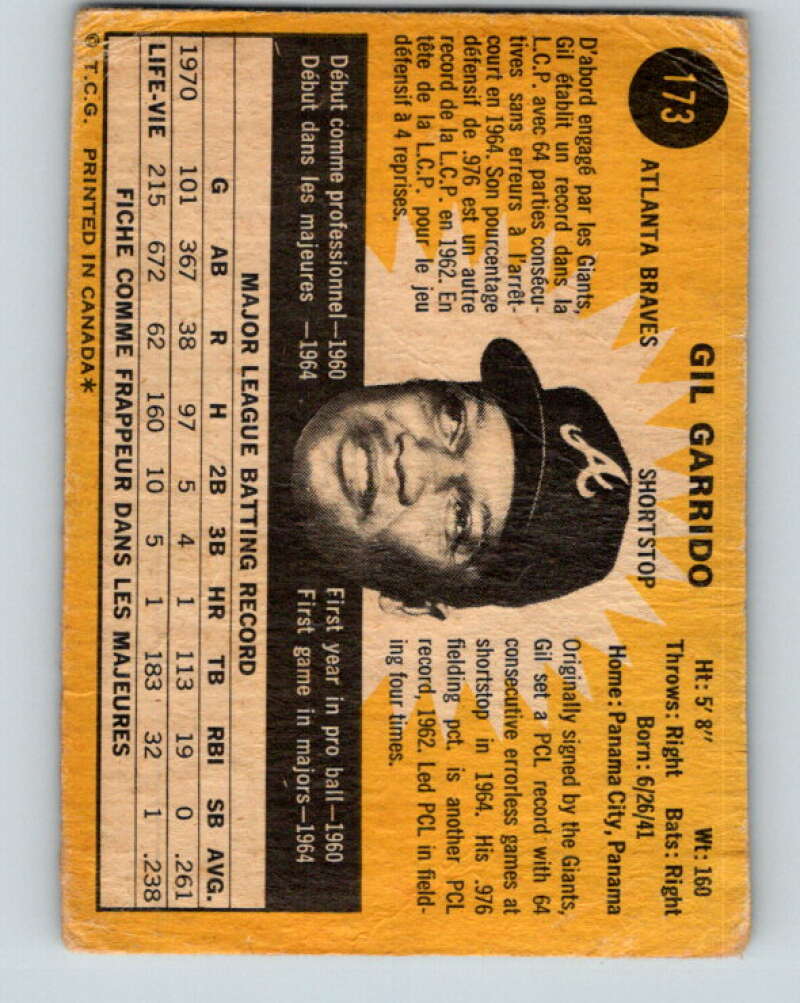 173
GIL GARRIDO
ATLANTA BRAVES
SHORTSTOP
Ht: 5' 8" Wt: 160
Throws: Right Bats: Right
Born: 6/26/41
Home: Panama City, Panama
D'abord engagé par les Giants,
Gil établit un record dans la
L.C.P. avec 64 parties consécu-
tives sans erreurs à l'arrêt-
court en 1964. Son pourcentage
défensif de .976 est un autre
record de la L.C.P. en 1962. En
tête de la L.C.P. pour le jeu
défensif à 4 reprises.
A
Originally signed by the Giants,
Gil set a PCL record with 64
consecutive errorless games at
shortstop in 1964. His .976
fielding pct. is another PCL
record, 1962. Led PCL in field-
ing four times.
Début comme professionnel—1960
Début dans les majeures —1964
First year in pro ball—1960
First game in majors—1964
MAJOR LEAGUE BATTING RECORD
G AB R H 2B 3B HR TB RBI SB AVG.
1970 101 367 38 97 5 4 1 113 19 0 .261
LIFE-VIE 215 672 62 160 10 5 1 183 32 1 .238
FICHE COMME FRAPPEUR DANS LES MAJEURES
© T.C.G. PRINTED IN CANADA*